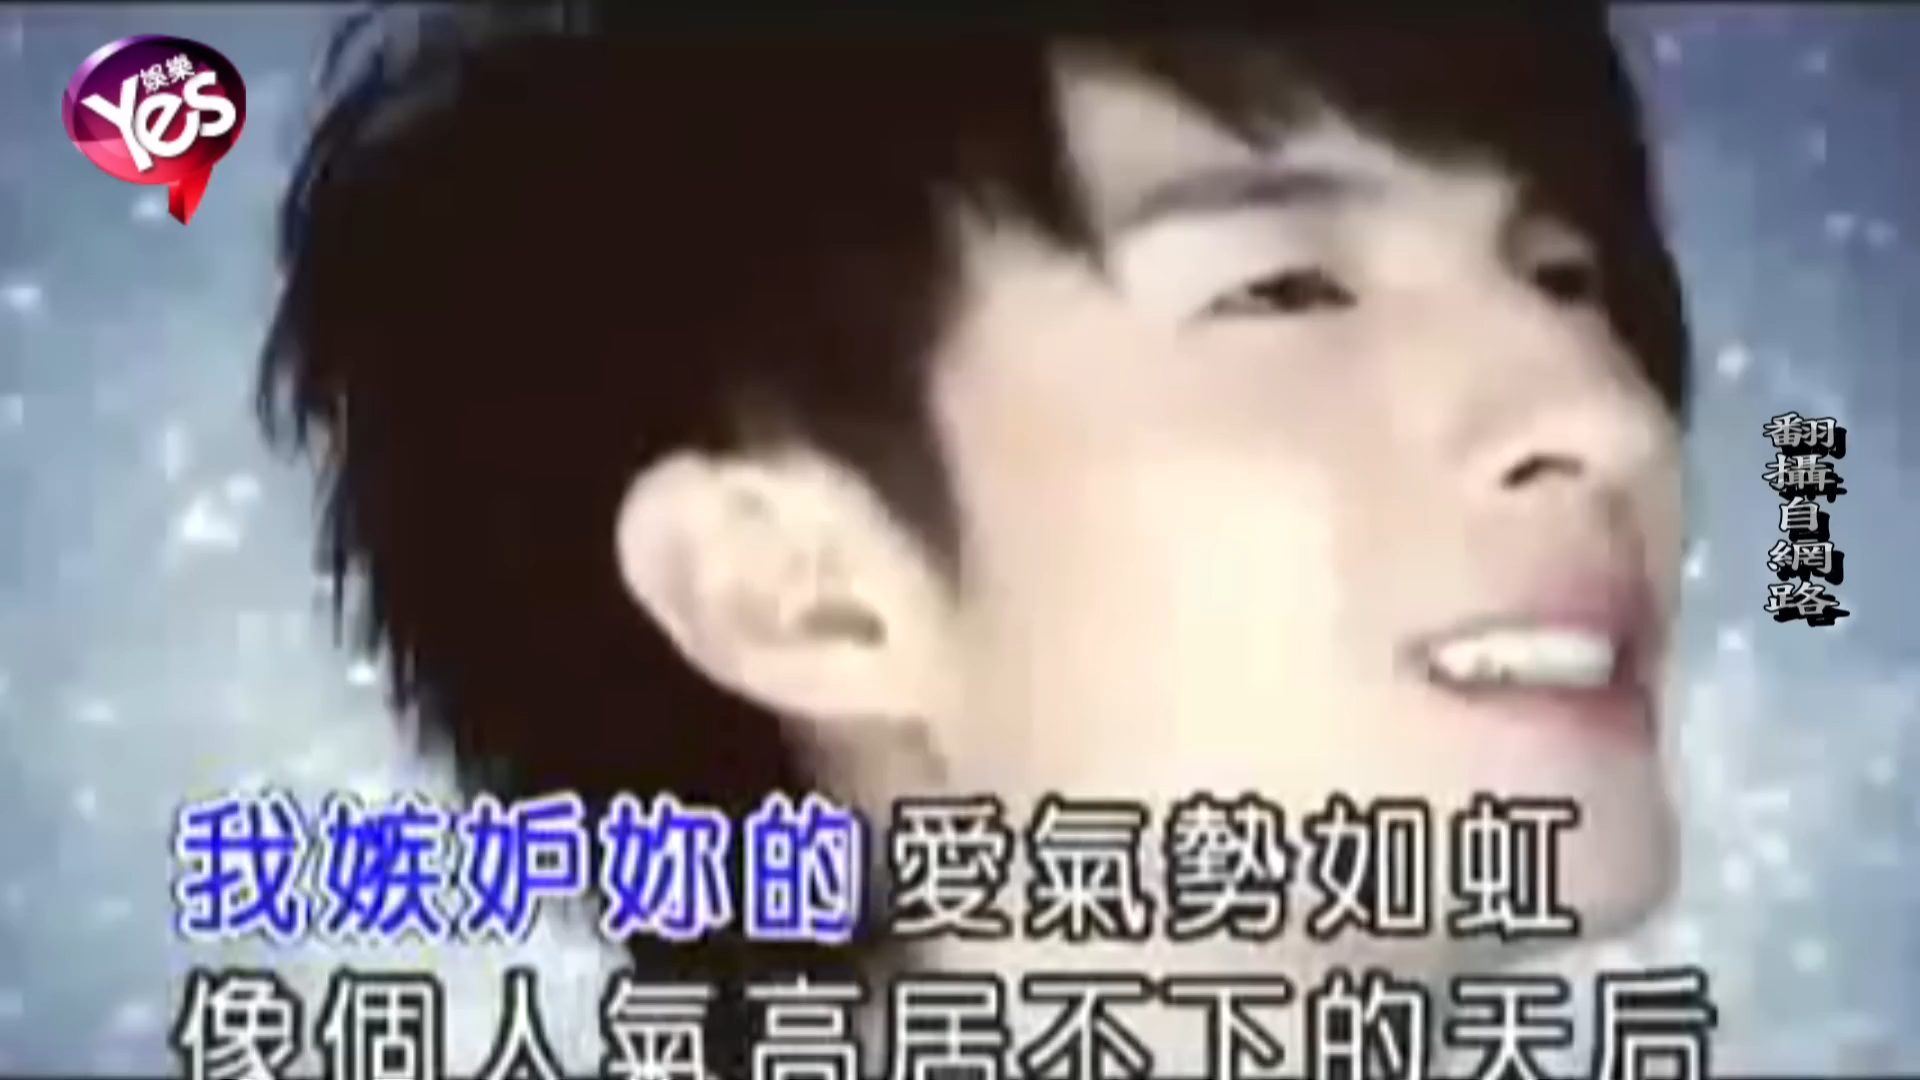 娛樂
Yes
翻攝自網路
我嫉妒妳的愛氣勢如虹
像個人氣高居不下的天后